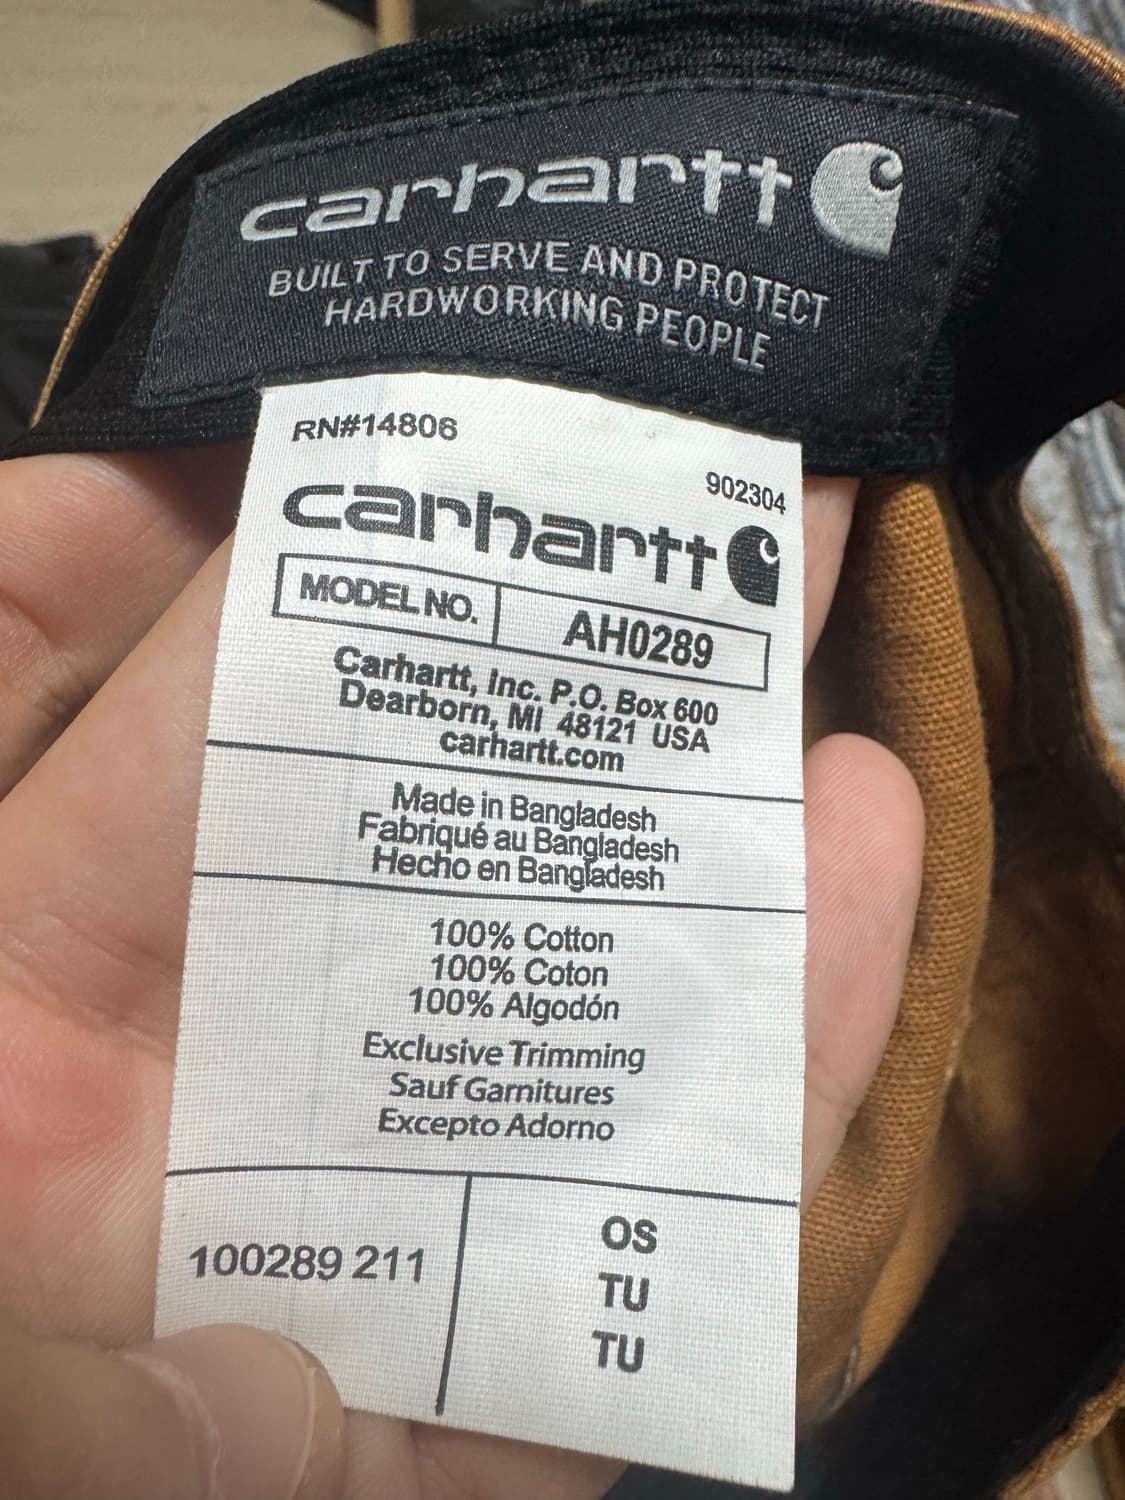 carhartt
BUILT TO SERVE AND PROTECT
HARDWORKING PEOPLE
RN#14806
902304
carhartt
MODEL NO. AH0289
Carhartt, Inc. P.O. Box 600
Dearborn, MI 48121 USA
carhartt.com
Made in Bangladesh
Fabriqué au Bangladesh
Hecho en Bangladesh
100% Cotton
100% Coton
100% Algodón
Exclusive Trimming
Sauf Garnitures
Excepto Adorno
100289 211
OS
TU
TU